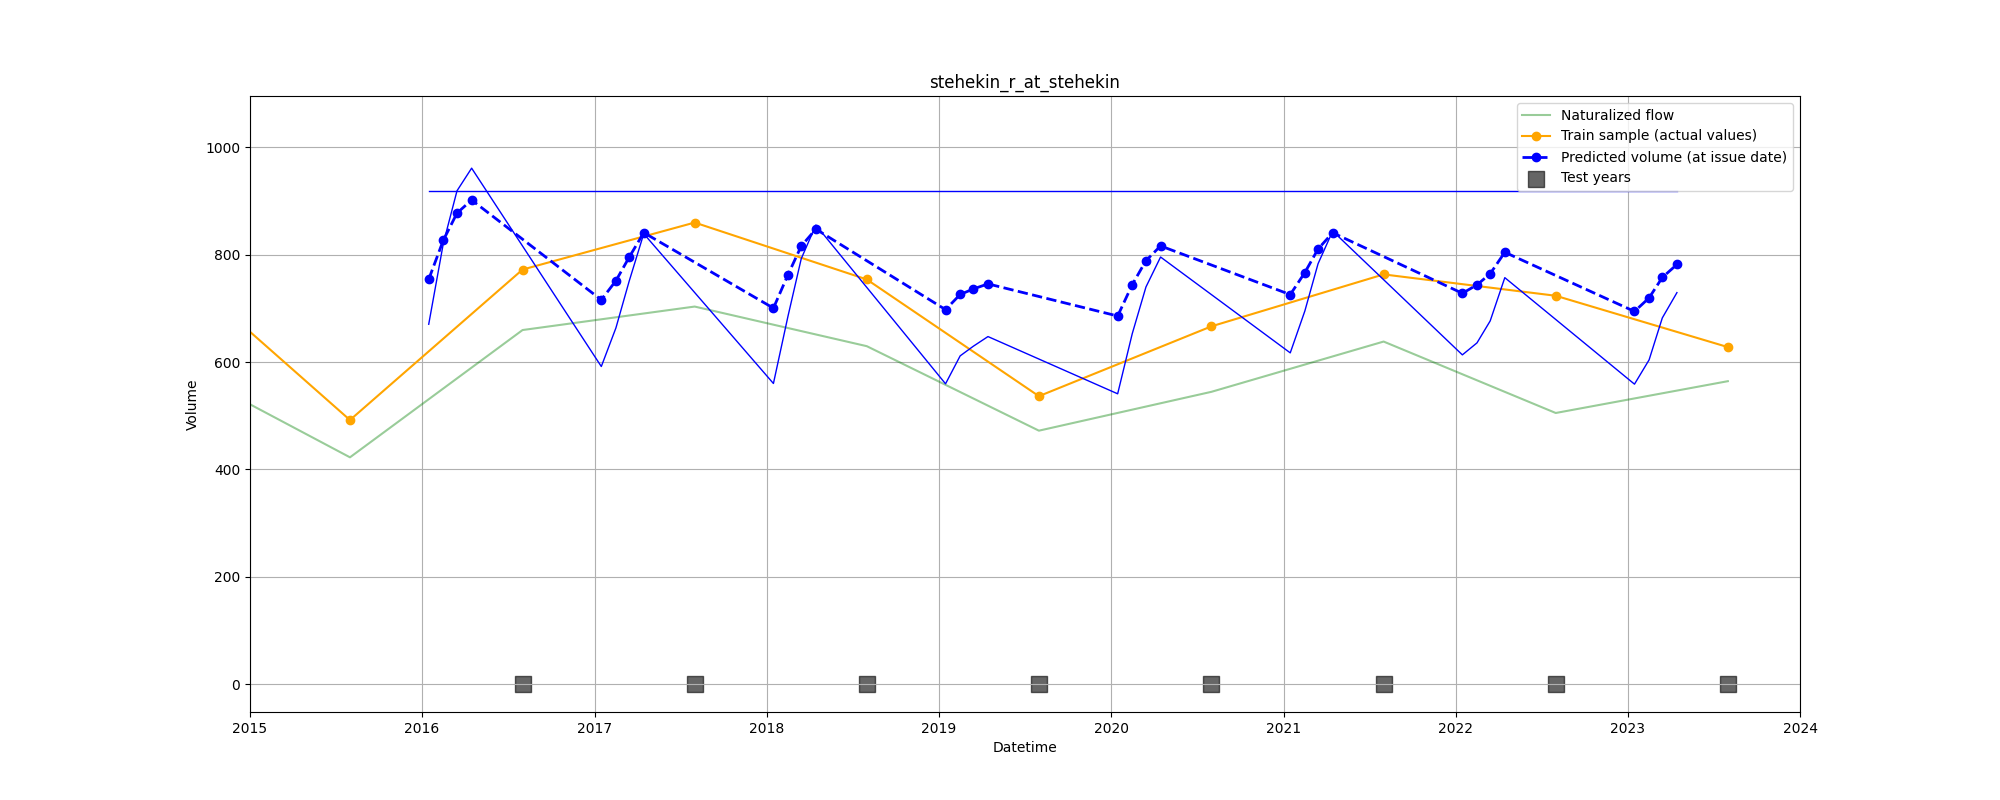 stehekin_r_at_stehekin
Naturalized flow
Train sample (actual values)
Predicted volume (at issue date)
Test years
Volume
1000
800
600
400
200
0
2015 2016 2017 2018 2019 2020 2021 2022 2023 2024
Datetime